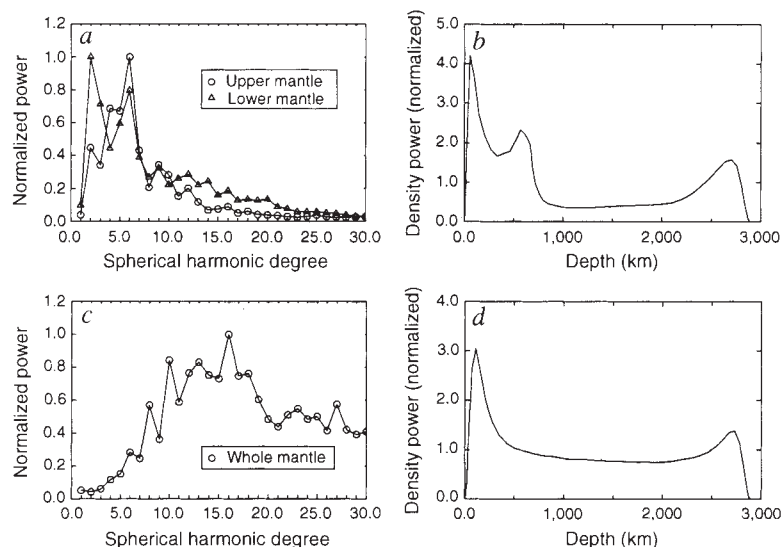 a
Normalized power
1.2
1.0
0.8
0.6
0.4
0.2
0.0
Upper mantle
Lower mantle
0.0 5.0 10.0 15.0 20.0 25.0 30.0
Spherical harmonic degree
b
Density power (normalized)
5.0
4.0
3.0
2.0
1.0
0.0
0.0 1,000 2,000 3,000
Depth (km)
c
Normalized power
1.2
1.0
0.8
0.6
0.4
0.2
0.0
Whole mantle
0.0 5.0 10.0 15.0 20.0 25.0 30.0
Spherical harmonic degree
d
Density power (normalized)
4.0
3.0
2.0
1.0
0.0
0.0 1,000 2,000 3,000
Depth (km)